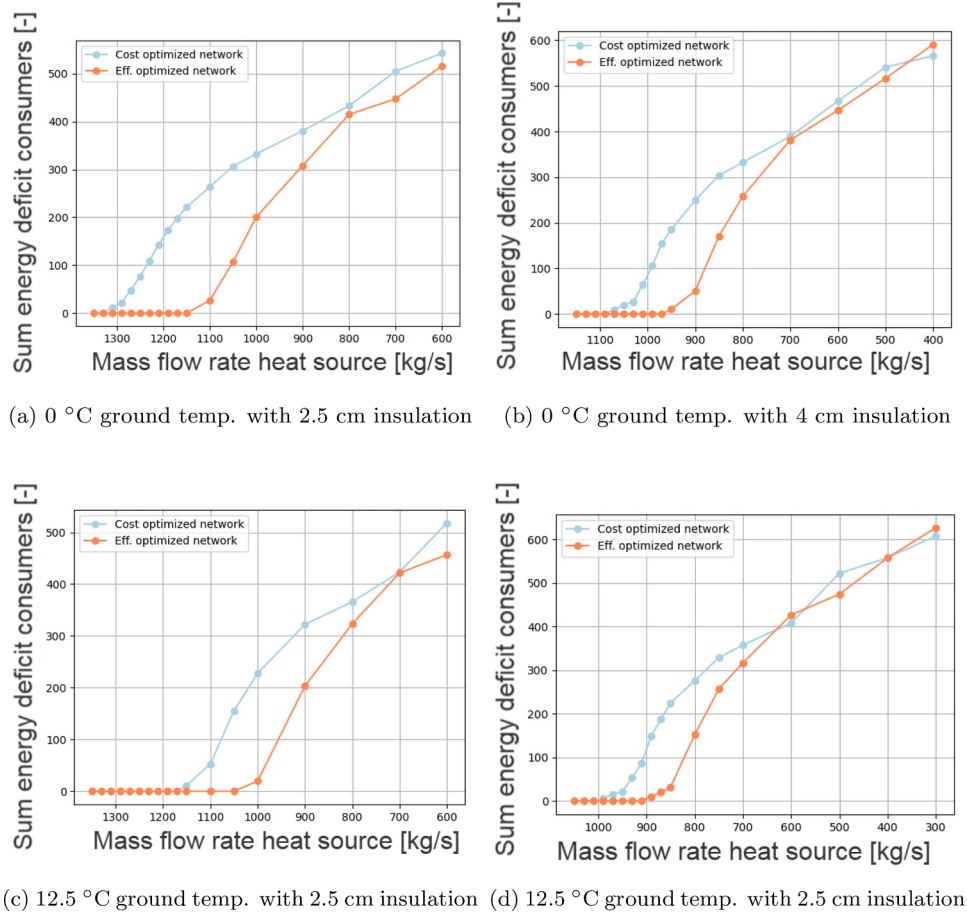 Sum energy deficit consumers [-]
Cost optimized network
Eff. optimized network
500
400
300
200
100
0
1300 1200 1100 1000 900 800 700 600
Mass flow rate heat source [kg/s]
(a) 0 °C ground temp. with 2.5 cm insulation
Sum energy deficit consumers [-]
Cost optimized network
Eff. optimized network
600
500
400
300
200
100
0
1100 1000 900 800 700 600 500 400
Mass flow rate heat source [kg/s]
(b) 0 °C ground temp. with 4 cm insulation
Sum energy deficit consumers [-]
Cost optimized network
Eff. optimized network
500
400
300
200
100
0
1300 1200 1100 1000 900 800 700 600
Mass flow rate heat source [kg/s]
(c) 12.5 °C ground temp. with 2.5 cm insulation
Sum energy deficit consumers [-]
Cost optimized network
Eff. optimized network
600
500
400
300
200
100
0
1000 900 800 700 600 500 400 300
Mass flow rate heat source [kg/s]
(d) 12.5 °C ground temp. with 2.5 cm insulation